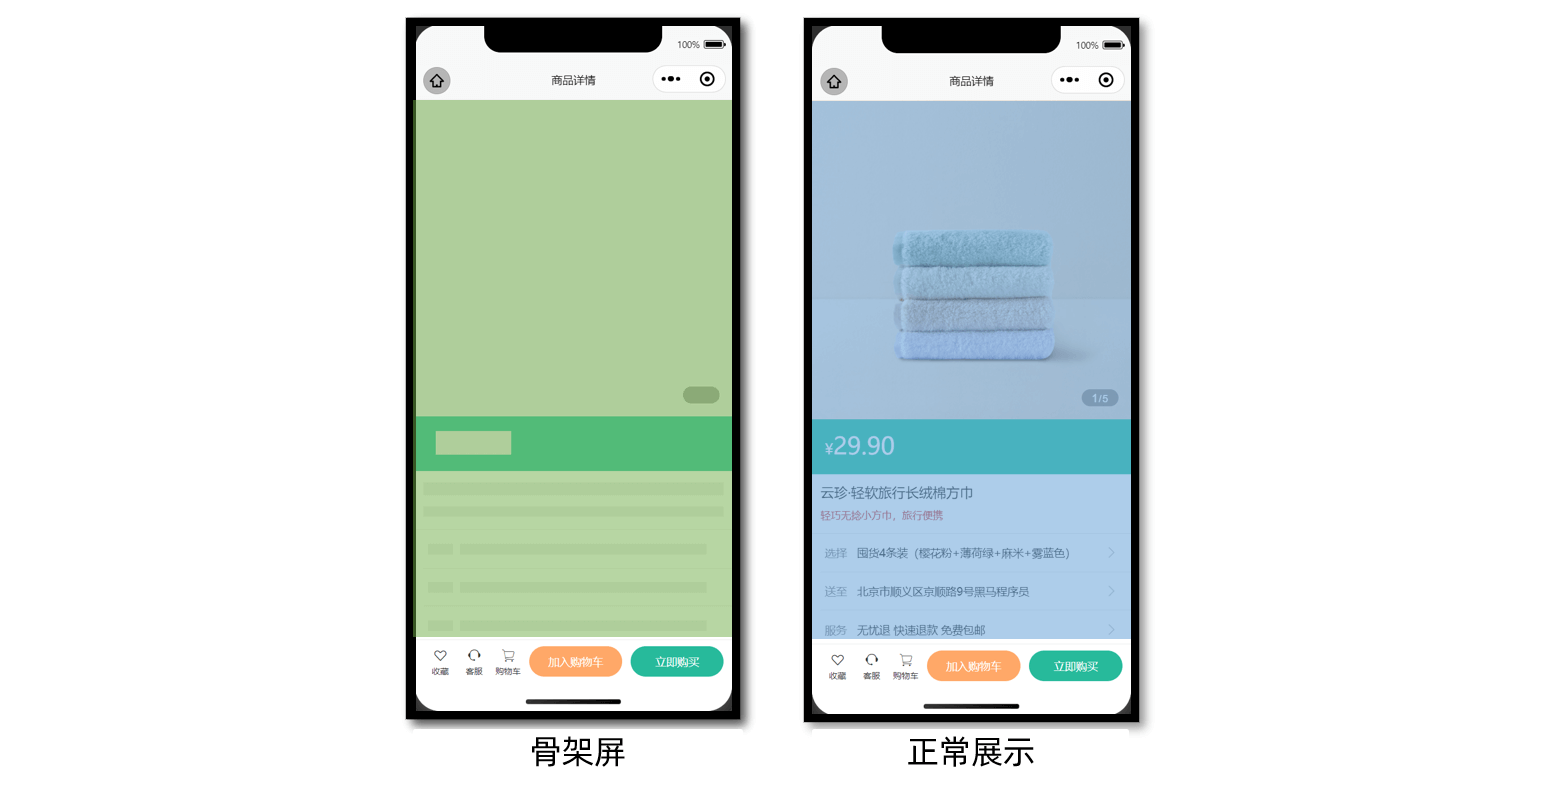 100%
商品详情
收藏
客服
购物车
加入购物车
立即购买
骨架屏
100%
商品详情
1/5
¥29.90
云珍·轻软旅行长绒棉方巾
轻巧无捻小方巾，旅行便携
选择 囤货4条装（樱花粉+薄荷绿+麻米+雾蓝色）
送至 北京市顺义区京顺路9号黑马程序员
服务 无忧退 快速退款 免费包邮
收藏
客服
购物车
加入购物车
立即购买
正常展示